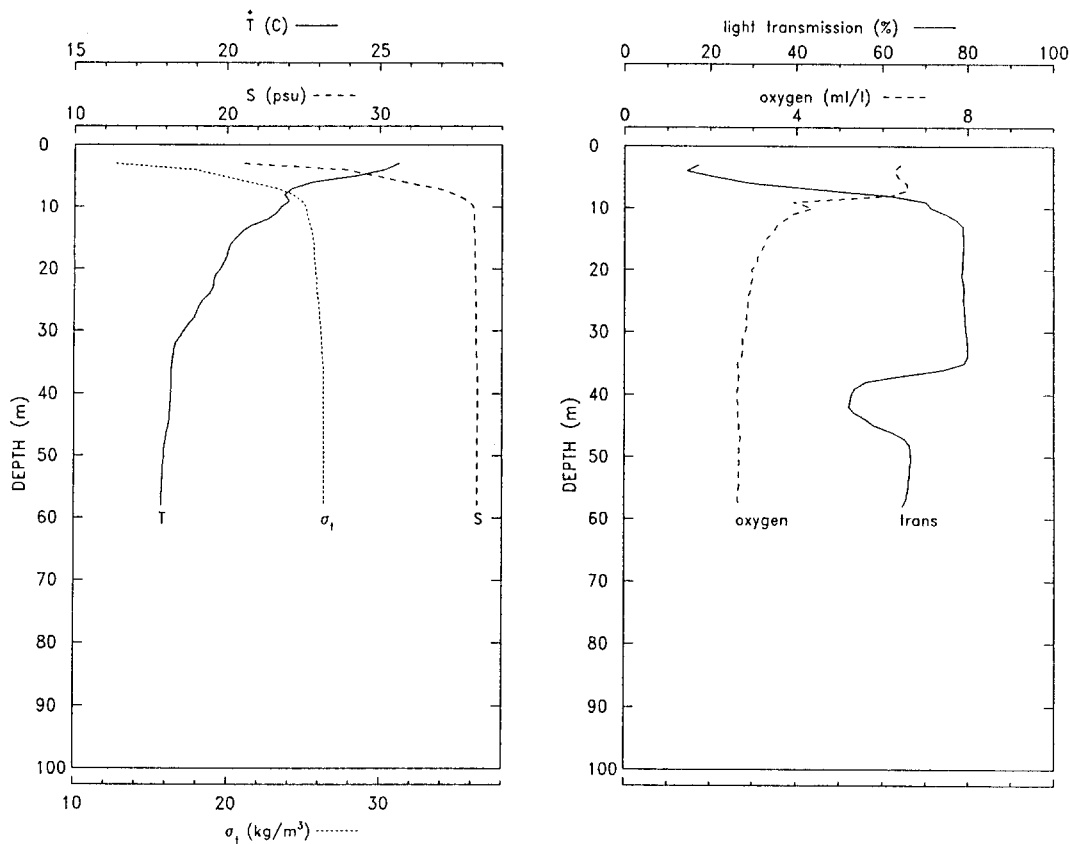 Ṫ (C)
15 20 25
S (psu)
10 20 30
0
10
20
30
40
50
60
70
80
90
100
DEPTH (m)
T
σt
S
10 20 30
σt (kg/m³)
light transmission (%)
0 20 40 60 80 100
oxygen (ml/l)
0 4 8
0
10
20
30
40
50
60
70
80
90
100
DEPTH (m)
oxygen
trans